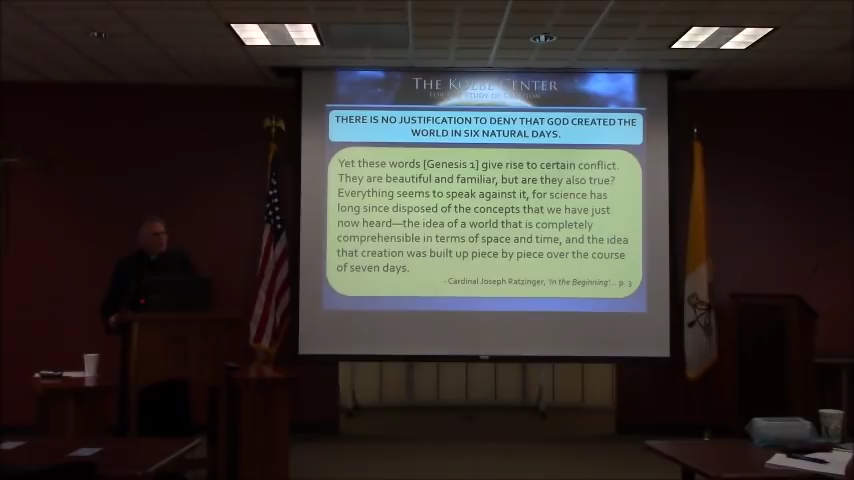 THE KOLBE CENTER
FOR THE STUDY OF CREATION
THERE IS NO JUSTIFICATION TO DENY THAT GOD CREATED THE
WORLD IN SIX NATURAL DAYS.
Yet these words [Genesis 1] give rise to certain conflict.
They are beautiful and familiar, but are they also true?
Everything seems to speak against it, for science has
long since disposed of the concepts that we have just
now heard—the idea of a world that is completely
comprehensible in terms of space and time, and the idea
that creation was built up piece by piece over the course
of seven days.
- Cardinal Joseph Ratzinger, 'In the Beginning'... p. 3